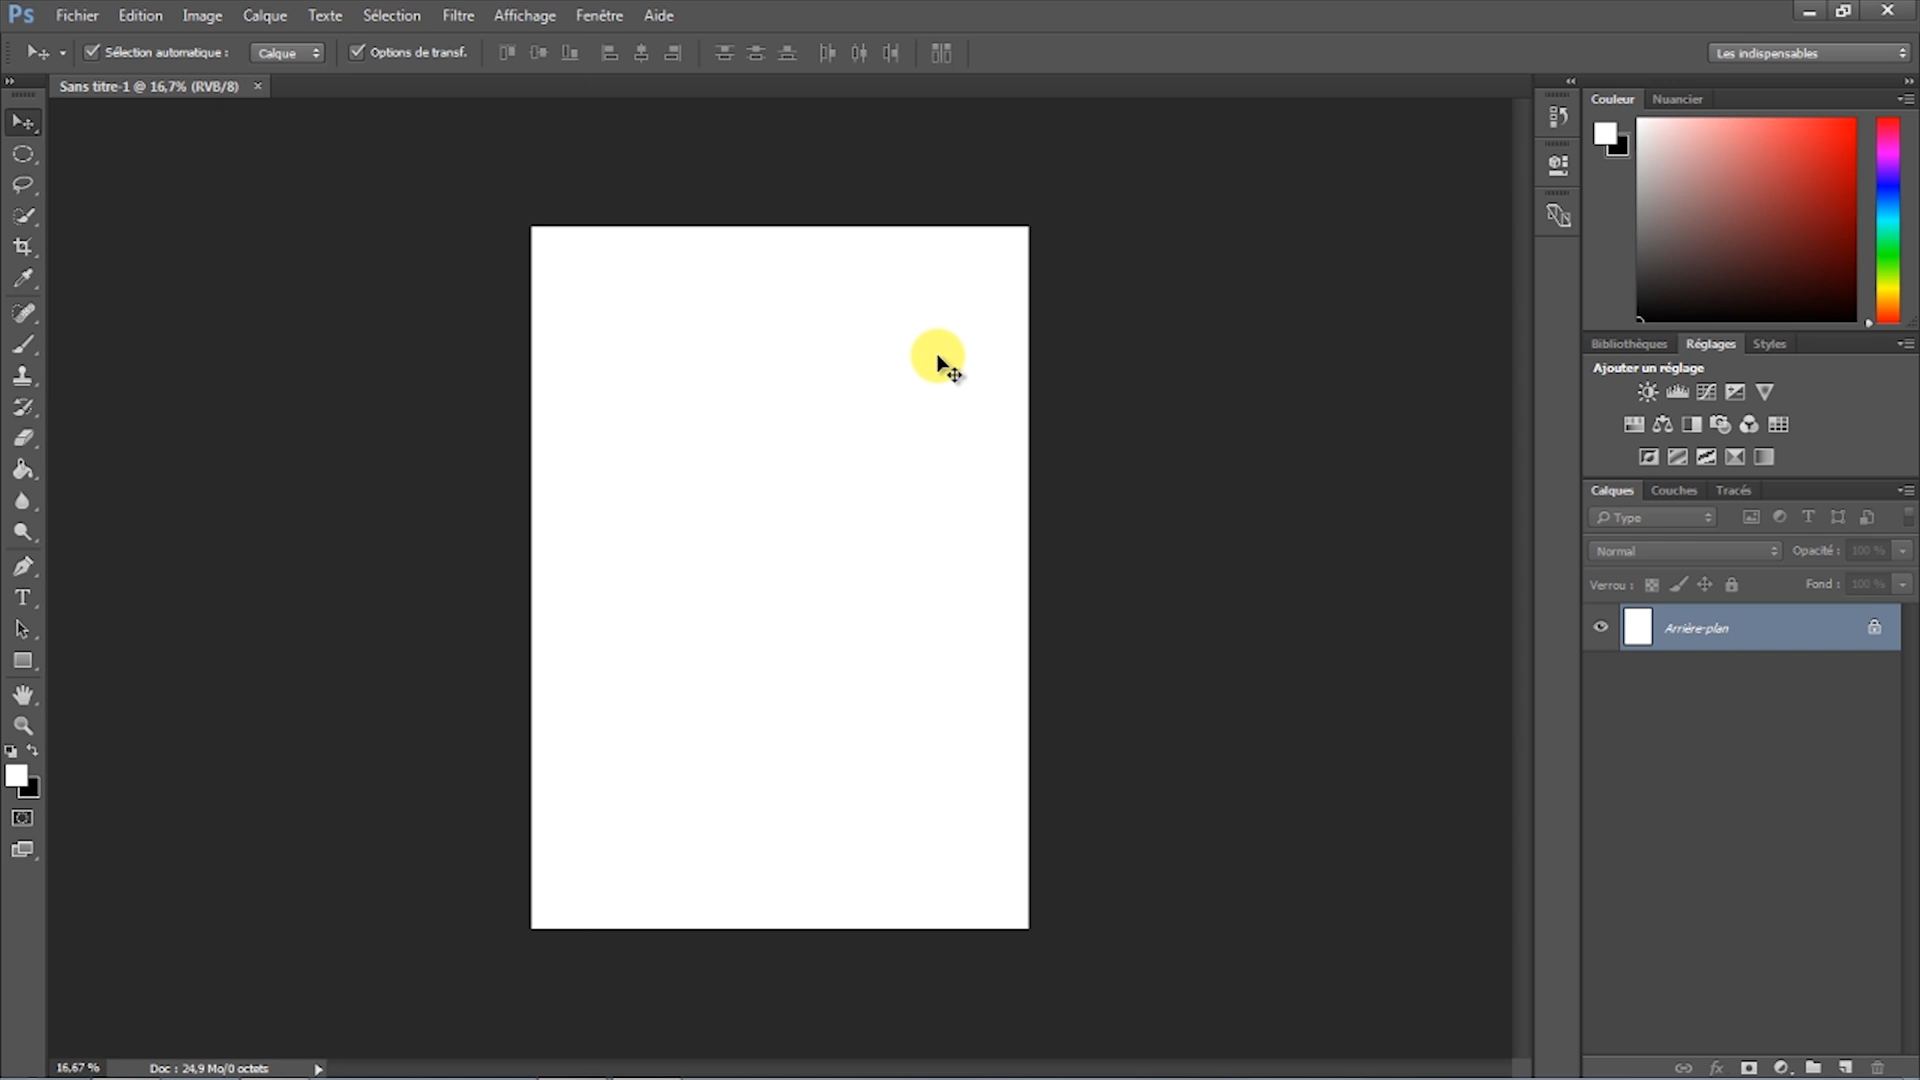 Ps Fichier Edition Image Calque Texte Sélection Filtre Affichage Fenêtre Aide
Sélection automatique : Calque Options de transf. Les indispensables
Sans titre-1 @ 16,7% (RVB/8) ×
Couleur Nuancier
Bibliothèques Réglages Styles
Ajouter un réglage
Calques Couches Tracés
Type T
Normal Opacité : 100 %
Verrou : Fond : 100 %
Arrière-plan
T
fx
16,67 % Doc : 24,9 Mo/0 octets